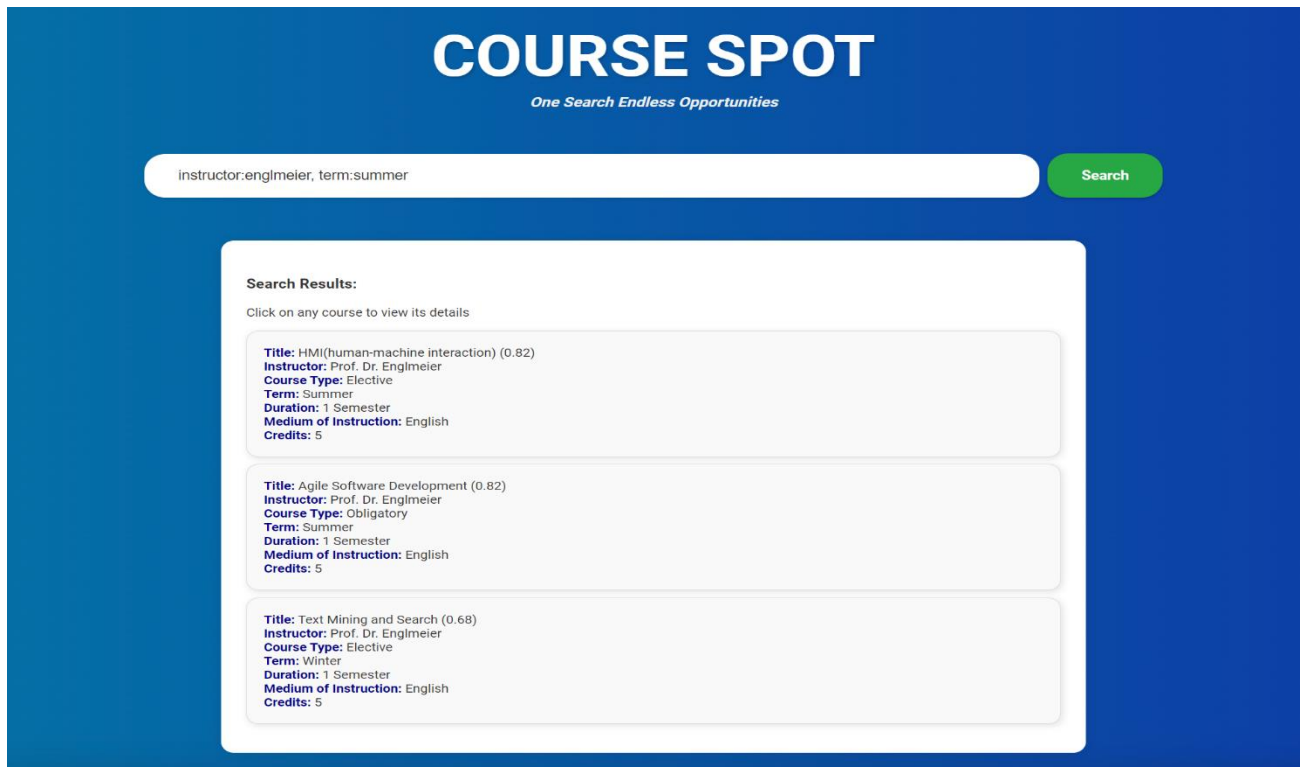 COURSE SPOT
One Search Endless Opportunities
instructor:englmeier, term:summer
Search
Search Results:
Click on any course to view its details
Title: HMI(human-machine interaction) (0.82)
Instructor: Prof. Dr. Englmeier
Course Type: Elective
Term: Summer
Duration: 1 Semester
Medium of Instruction: English
Credits: 5
Title: Agile Software Development (0.82)
Instructor: Prof. Dr. Englmeier
Course Type: Obligatory
Term: Summer
Duration: 1 Semester
Medium of Instruction: English
Credits: 5
Title: Text Mining and Search (0.68)
Instructor: Prof. Dr. Englmeier
Course Type: Elective
Term: Winter
Duration: 1 Semester
Medium of Instruction: English
Credits: 5